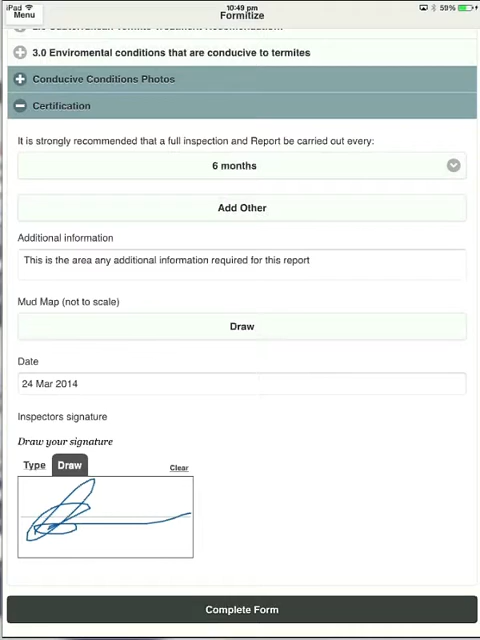 iPad 10:49 pm 59%
Menu Formitize
3.0 Enviromental conditions that are conducive to termites
Conducive Conditions Photos
Certification
It is strongly recommended that a full inspection and Report be carried out every:
6 months
Add Other
Additional information
This is the area any additional information required for this report
Mud Map (not to scale)
Draw
Date
24 Mar 2014
Inspectors signature
Draw your signature
Type Draw Clear
Complete Form